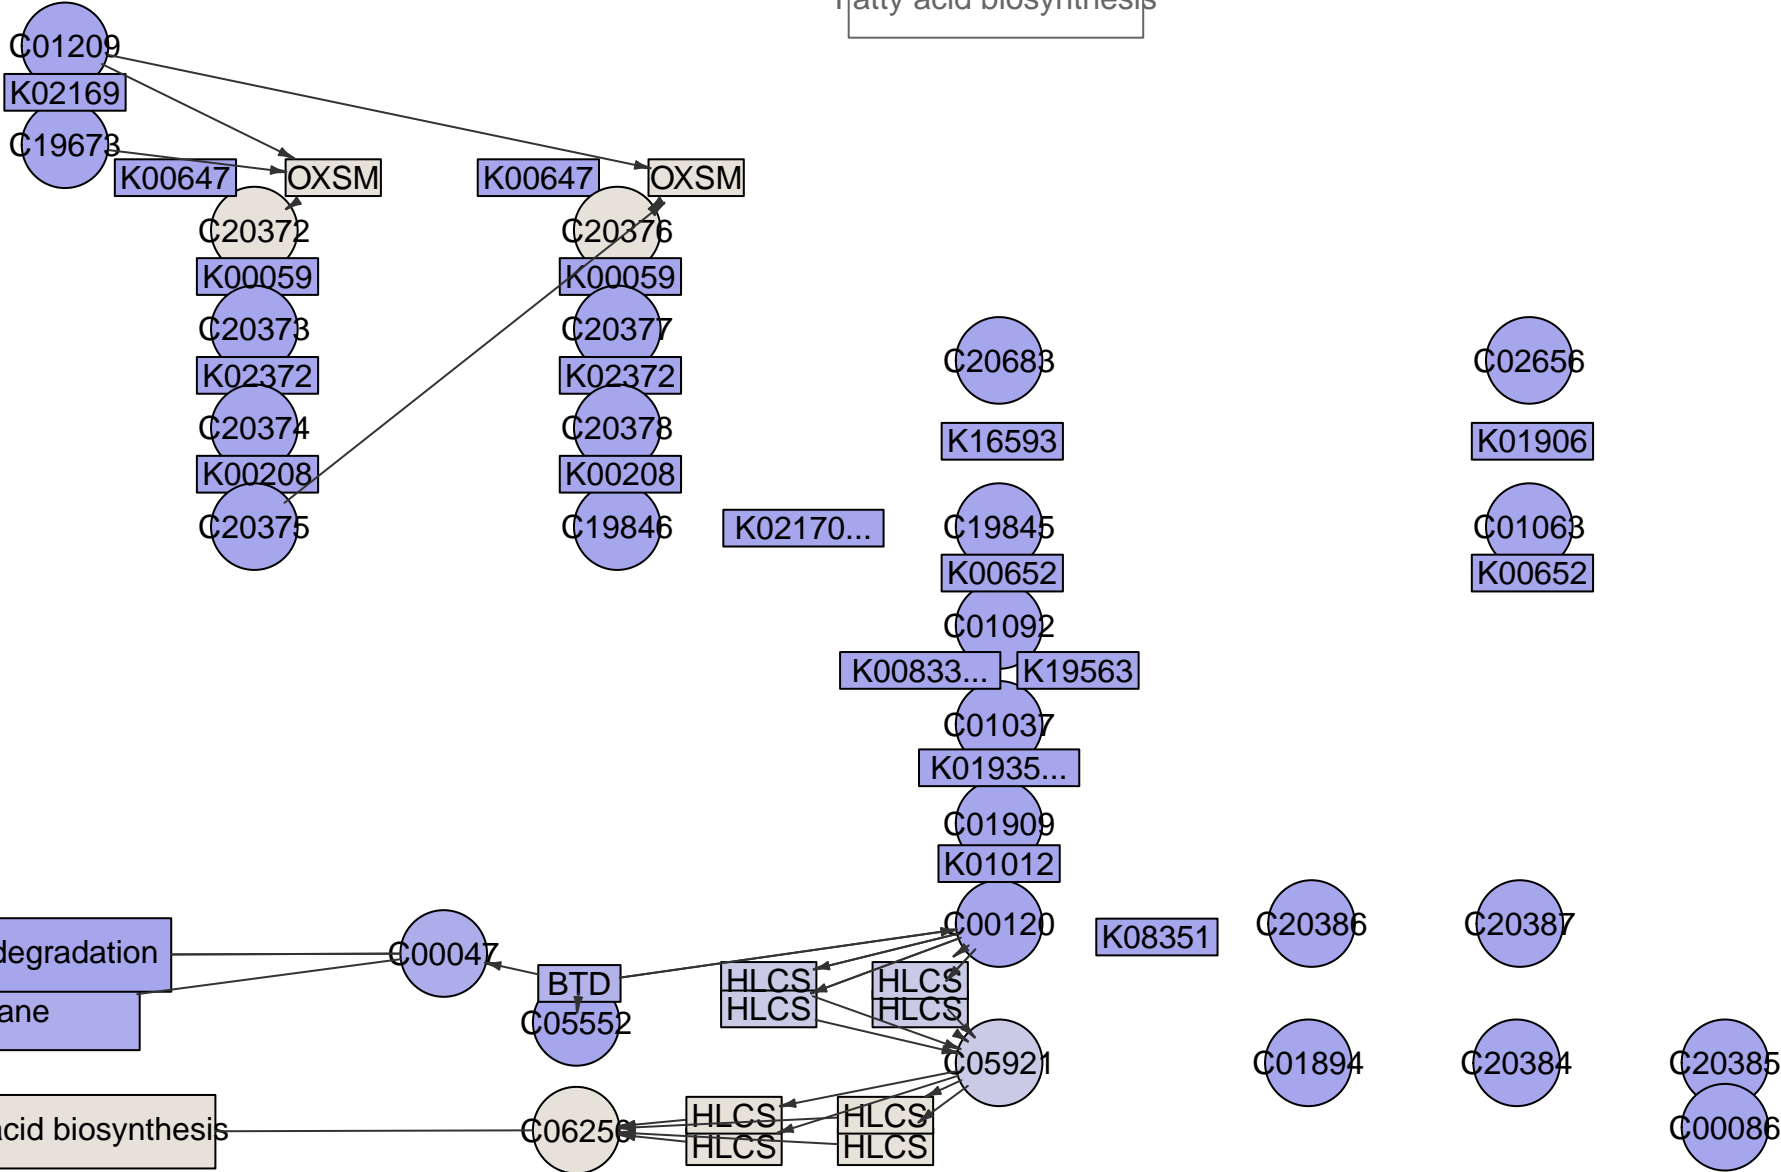 Fatty acid biosynthesis
C01209
K02169
C19673
K00647
OXSM
K00647
OXSM
C20372
C20376
K00059
K00059
C20373
C20377
C20683
C02656
K02372
K02372
C20374
C20378
K16593
K01906
K00208
K00208
C20375
C19846
K02170...
C19845
C01063
K00652
K00652
C01092
K00833...
K19563
C01037
K01935...
C01909
K01012
C00120
K08351
C20386
C20387
degradation
C00047
BTD
HLCS
HLCS
ane
C05552
HLCS
HLCS
C05921
C01894
C20384
C20385
acid biosynthesis
C06250
HLCS
HLCS
C00086
HLCS
HLCS